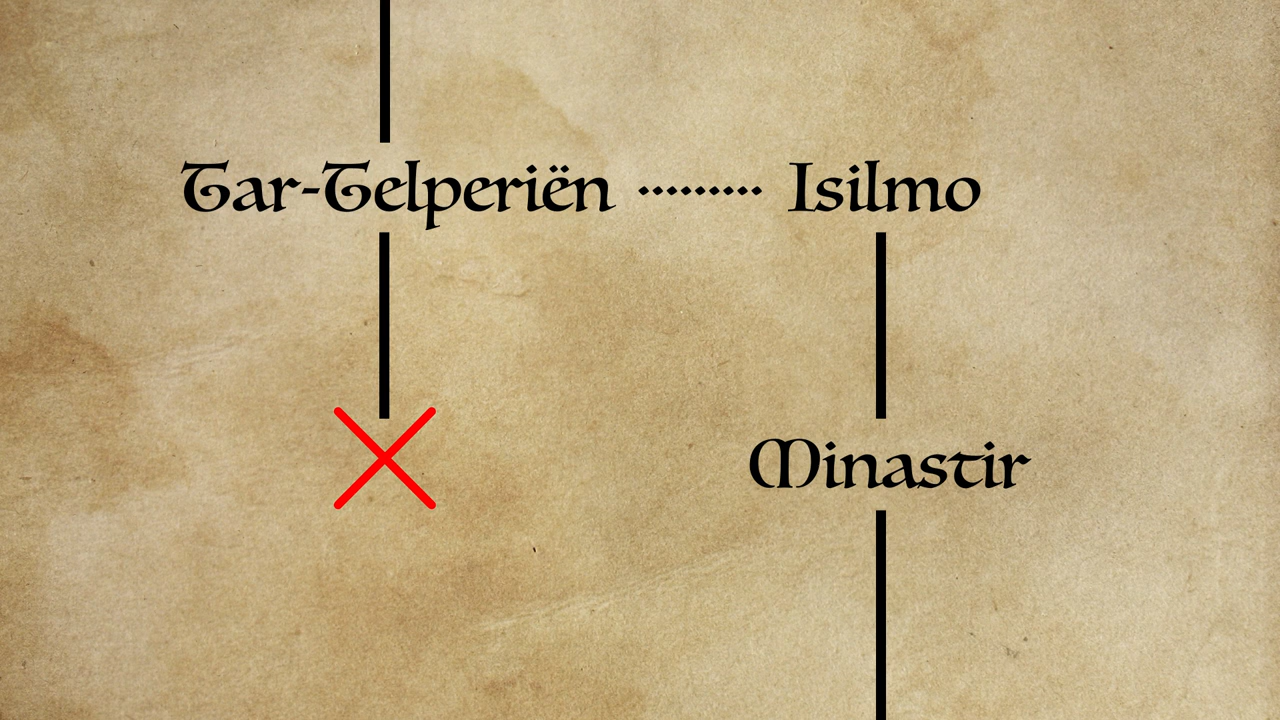 Tar-Telperiën ......... Isilmo
Minastir